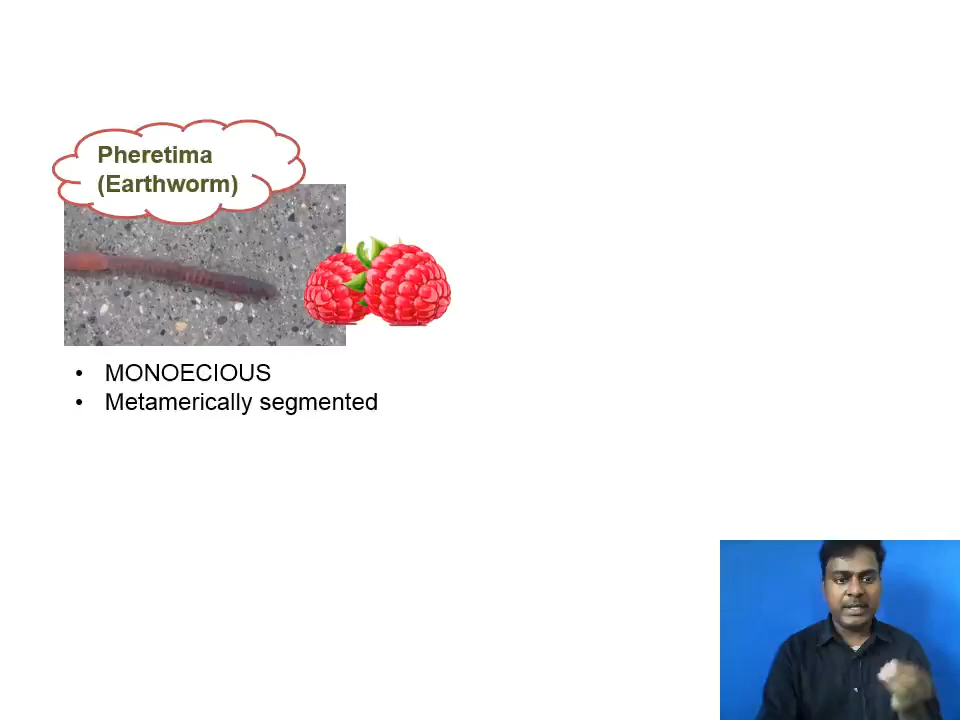 Pheretima
(Earthworm)
• MONOECIOUS
• Metamerically segmented